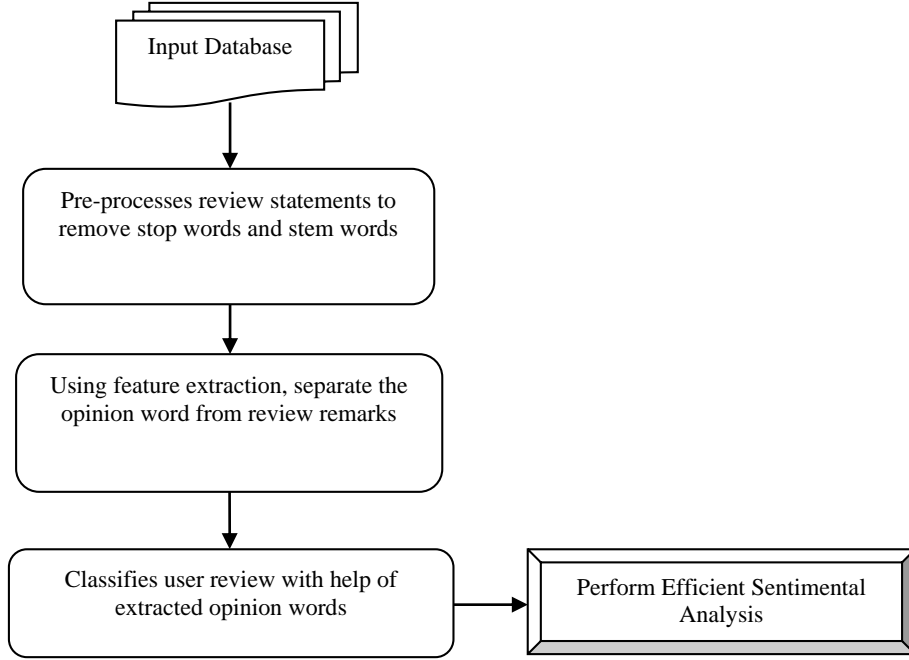 Input Database
Pre-processes review statements to
remove stop words and stem words
Using feature extraction, separate the
opinion word from review remarks
Classifies user review with help of
extracted opinion words
Perform Efficient Sentimental
Analysis